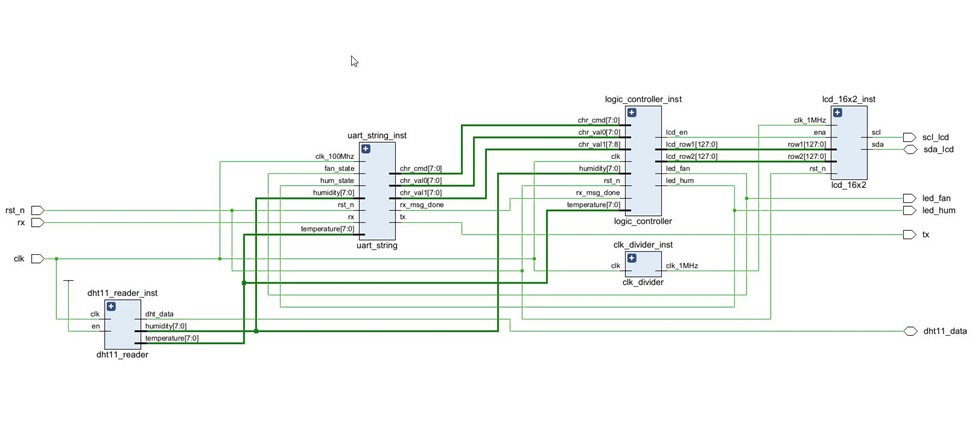 rst_n
rx
clk
dht11_reader_inst
clk
en
dht_data
humidity[7:0]
temperature[7:0]
dht11_reader
uart_string_inst
clk_100Mhz
fan_state
hum_state
humidity[7:0]
rst_n
rx
temperature[7:0]
chr_cmd[7:0]
chr_val0[7:0]
chr_val1[7:0]
rx_msg_done
tx
uart_string
logic_controller_inst
chr_cmd[7:0]
chr_val0[7:0]
chr_val1[7:8]
clk
humidity[7:0]
rst_n
rx_msg_done
temperature[7:0]
lcd_en
lcd_row1[127:0]
lcd_row2[127:0]
led_fan
led_hum
logic_controller
clk_divider_inst
clk
clk_1MHz
clk_divider
lcd_16x2_inst
clk_1MHz
ena
row1[127:0]
row2[127:0]
rst_n
scl
sda
lcd_16x2
scl_lcd
sda_lcd
led_fan
led_hum
tx
dht11_data